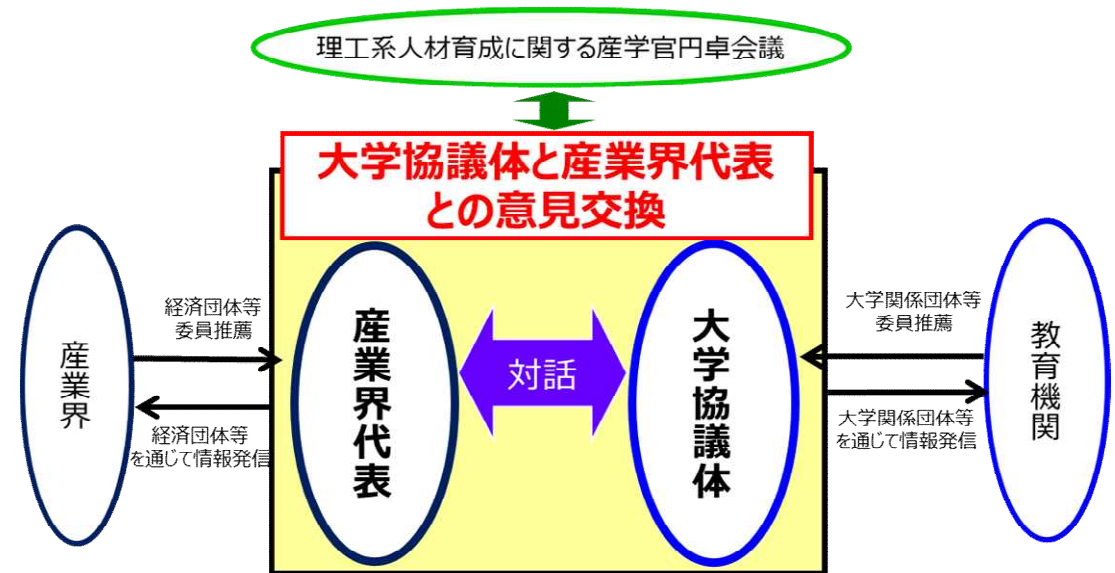 理工系人材育成に関する産学官円卓会議
大学協議体と産業界代表
との意見交換
産業界
経済団体等
委員推薦
経済団体等
を通じて情報発信
産業界代表
対話
大学協議体
大学関係団体等
委員推薦
大学関係団体等
を通じて情報発信
教育機関